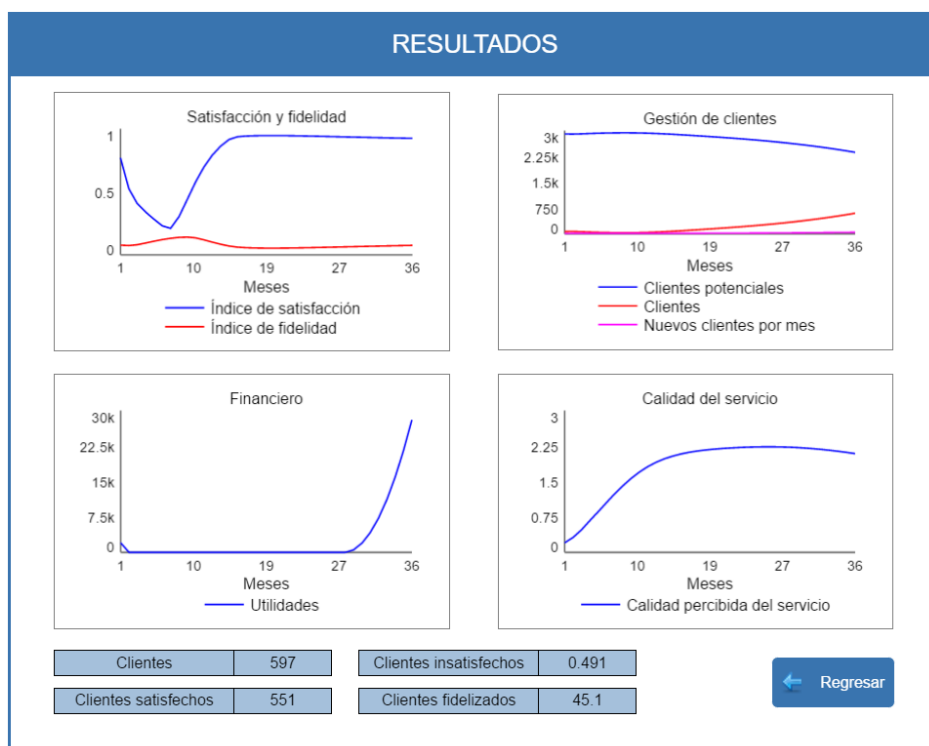 RESULTADOS
Satisfacción y fidelidad
1
0.5
0
1 10 19 27 36
Meses
Índice de satisfacción
Índice de fidelidad
Gestión de clientes
3k
2.25k
1.5k
750
0
1 10 19 27 36
Meses
Clientes potenciales
Clientes
Nuevos clientes por mes
Financiero
30k
22.5k
15k
7.5k
0
1 10 19 27 36
Meses
Utilidades
Calidad del servicio
3
2.25
1.5
0.75
0
1 10 19 27 36
Meses
Calidad percibida del servicio
Clientes 597
Clientes insatisfechos 0.491
Clientes satisfechos 551
Clientes fidelizados 45.1
Regresar